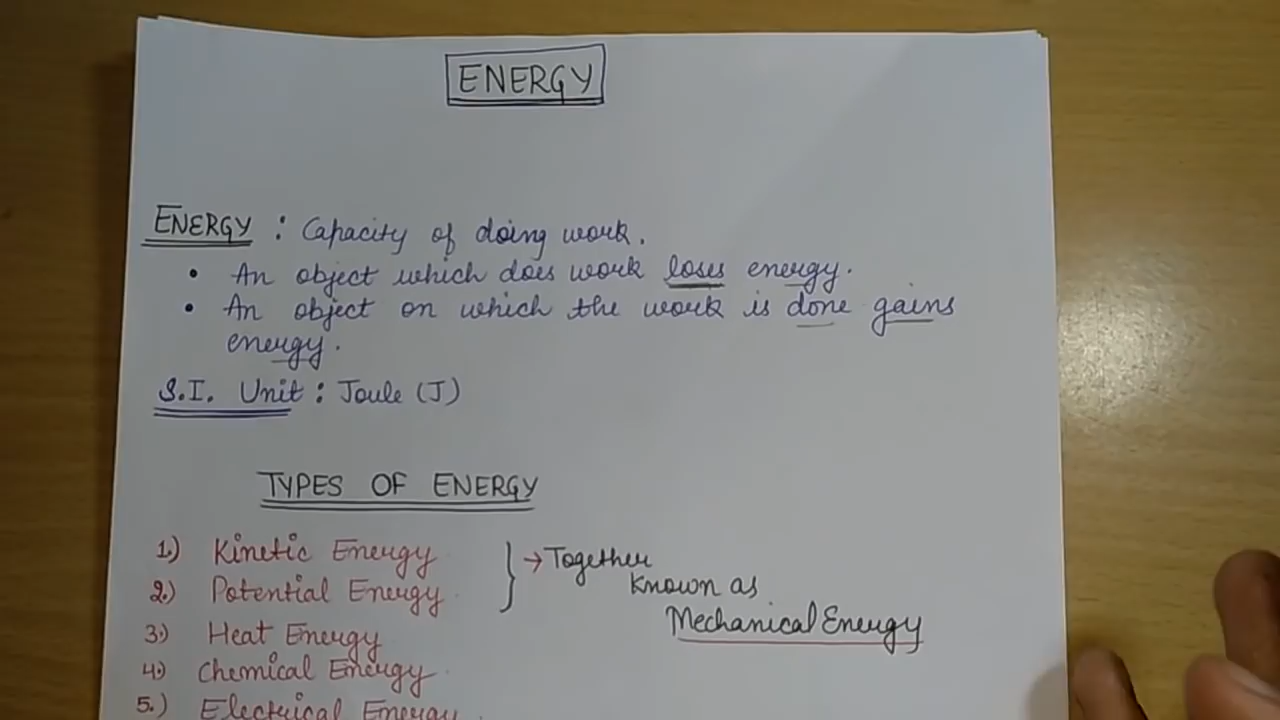 ENERGY
ENERGY : Capacity of doing work.
• An object which does work loses energy.
• An object on which the work is done gains
energy.
S.I. Unit : Joule (J)
TYPES OF ENERGY
1.) Kinetic Energy
2.) Potential Energy
} → Together
known as
Mechanical Energy
3.) Heat Energy
4.) Chemical Energy
5.) Electrical Energy.